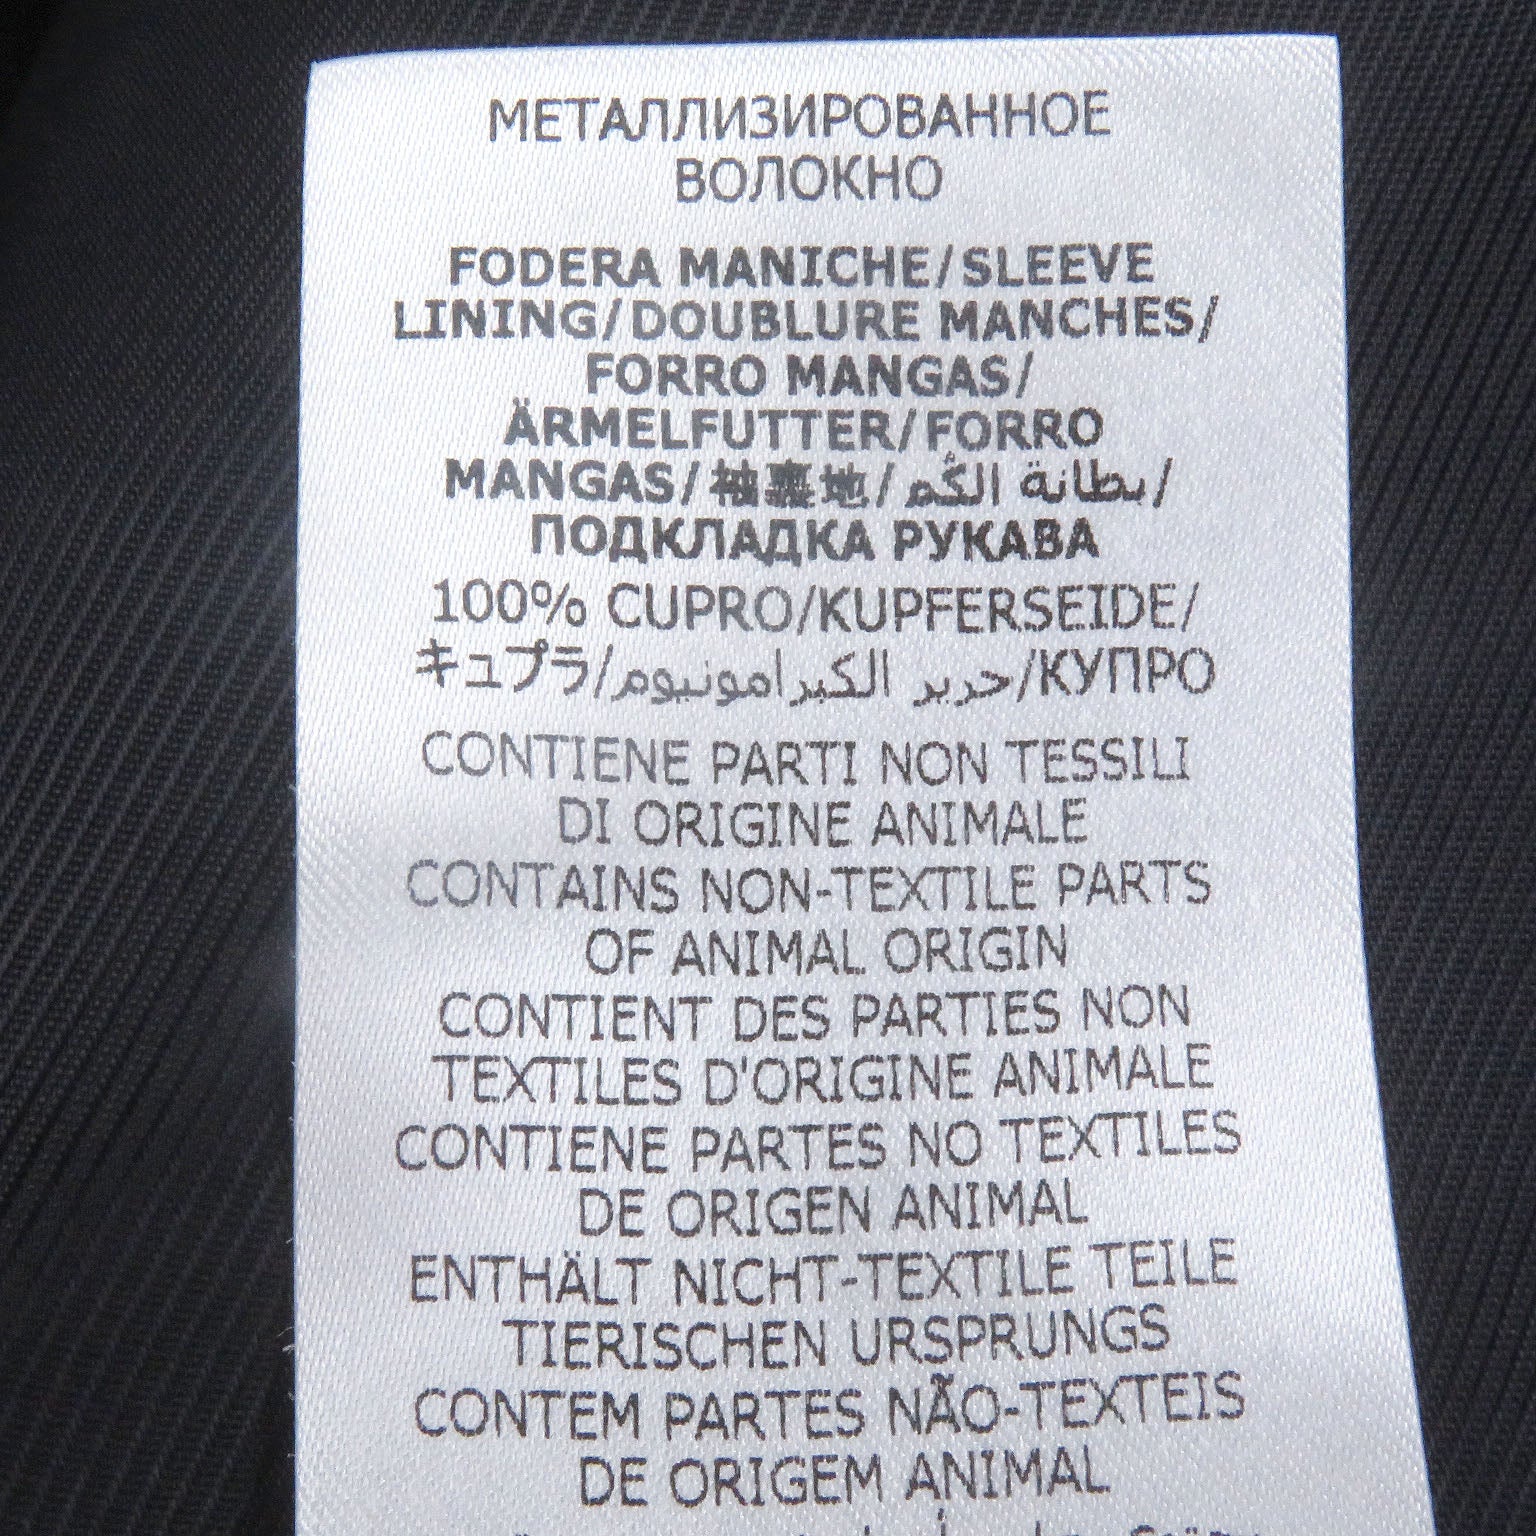 МЕТАЛЛИЗИРОВАННОЕ
ВОЛОКНО
FODERA MANICHE/SLEEVE
LINING/DOUBLURE MANCHES/
FORRO MANGAS/
ÄRMELFUTTER/FORRO
MANGAS/袖裏地/بطانة الكُم/
ПОДКЛАДКА РУКАВА
100% CUPRO/KUPFERSEIDE/
キュプラ/حرير الكبرامونيوم/КУПРО
CONTIENE PARTI NON TESSILI
DI ORIGINE ANIMALE
CONTAINS NON-TEXTILE PARTS
OF ANIMAL ORIGIN
CONTIENT DES PARTIES NON
TEXTILES D'ORIGINE ANIMALE
CONTIENE PARTES NO TEXTILES
DE ORIGEN ANIMAL
ENTHÄLT NICHT-TEXTILE TEILE
TIERISCHEN URSPRUNGS
CONTEM PARTES NÃO-TEXTEIS
DE ORIGEM ANIMAL